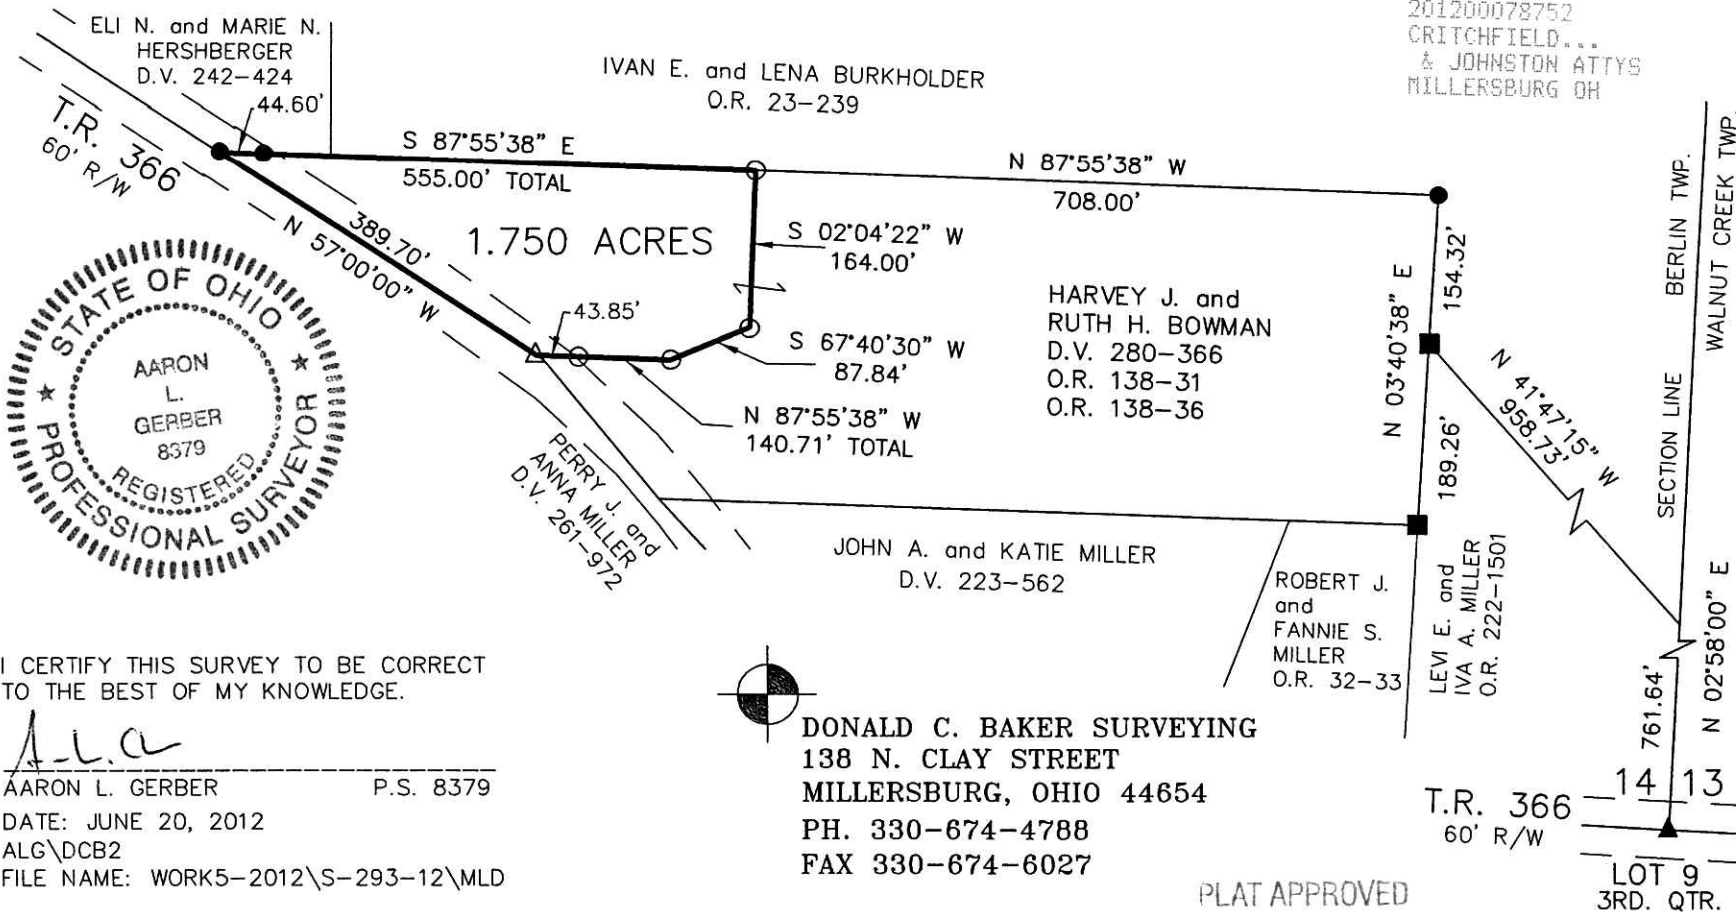 201200078752
CRITCHFIELD...
& JOHNSTON ATTYS
MILLERSBURG OH
ELI N. and MARIE N.
HERSHBERGER
D.V. 242-424
44.60'
IVAN E. and LENA BURKHOLDER
O.R. 23-239
T.R. 366
60' R/W
S 87°55'38" E
555.00' TOTAL
N 87°55'38" W
708.00'
389.70'
N 57°00'00" W
1.750 ACRES
S 02°04'22" W
164.00'
43.85'
S 67°40'30" W
87.84'
N 87°55'38" W
140.71' TOTAL
HARVEY J. and
RUTH H. BOWMAN
D.V. 280-366
O.R. 138-31
O.R. 138-36
N 03°40'38" E
154.32'
189.26'
N 41°47'15" W
958.73'
SECTION LINE
BERLIN TWP.
WALNUT CREEK TWP.
STATE OF OHIO
AARON
L.
GERBER
8379
REGISTERED
PROFESSIONAL SURVEYOR
PERRY J. and
ANNA MILLER
D.V. 261-972
JOHN A. and KATIE MILLER
D.V. 223-562
ROBERT J.
and
FANNIE S.
MILLER
O.R. 32-33
LEVI E. and
IVA A. MILLER
O.R. 222-1501
761.64'
N 02°58'00" E
I CERTIFY THIS SURVEY TO BE CORRECT
TO THE BEST OF MY KNOWLEDGE.
AARON L. GERBER P.S. 8379
DATE: JUNE 20, 2012
ALG\DCB2
FILE NAME: WORK5-2012\S-293-12\MLD
DONALD C. BAKER SURVEYING
138 N. CLAY STREET
MILLERSBURG, OHIO 44654
PH. 330-674-4788
FAX 330-674-6027
14 13
T.R. 366
60' R/W
LOT 9
3RD. QTR.
PLAT APPROVED